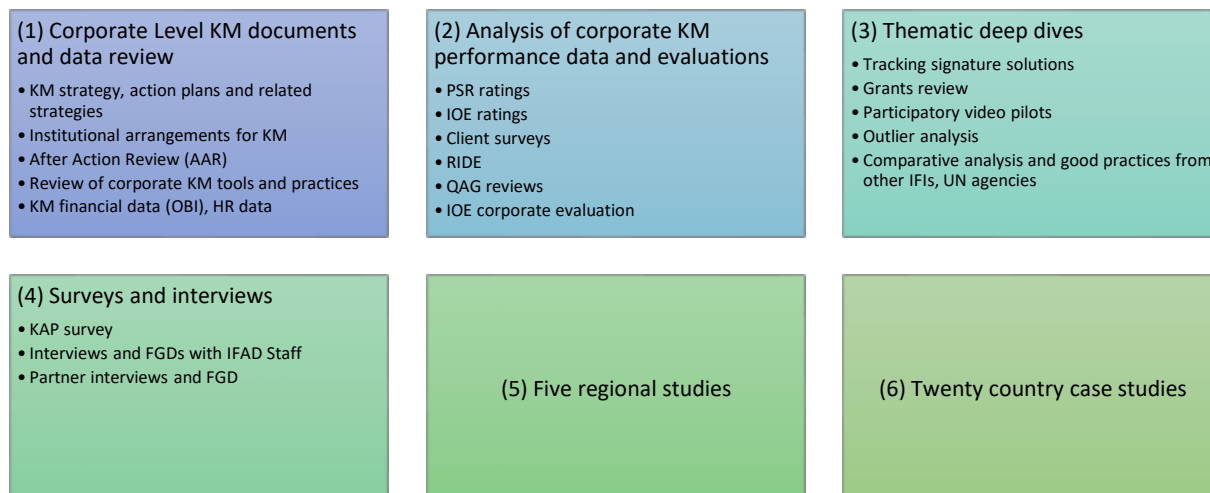 (1) Corporate Level KM documents
and data review
• KM strategy, action plans and related
strategies
• Institutional arrangements for KM
• After Action Review (AAR)
• Review of corporate KM tools and practices
• KM financial data (OBI), HR data
(2) Analysis of corporate KM
performance data and evaluations
• PSR ratings
• IOE ratings
• Client surveys
• RIDE
• QAG reviews
• IOE corporate evaluation
(3) Thematic deep dives
• Tracking signature solutions
• Grants review
• Participatory video pilots
• Outlier analysis
• Comparative analysis and good practices from
other IFIs, UN agencies
(4) Surveys and interviews
• KAP survey
• Interviews and FGDs with IFAD Staff
• Partner interviews and FGD
(5) Five regional studies
(6) Twenty country case studies